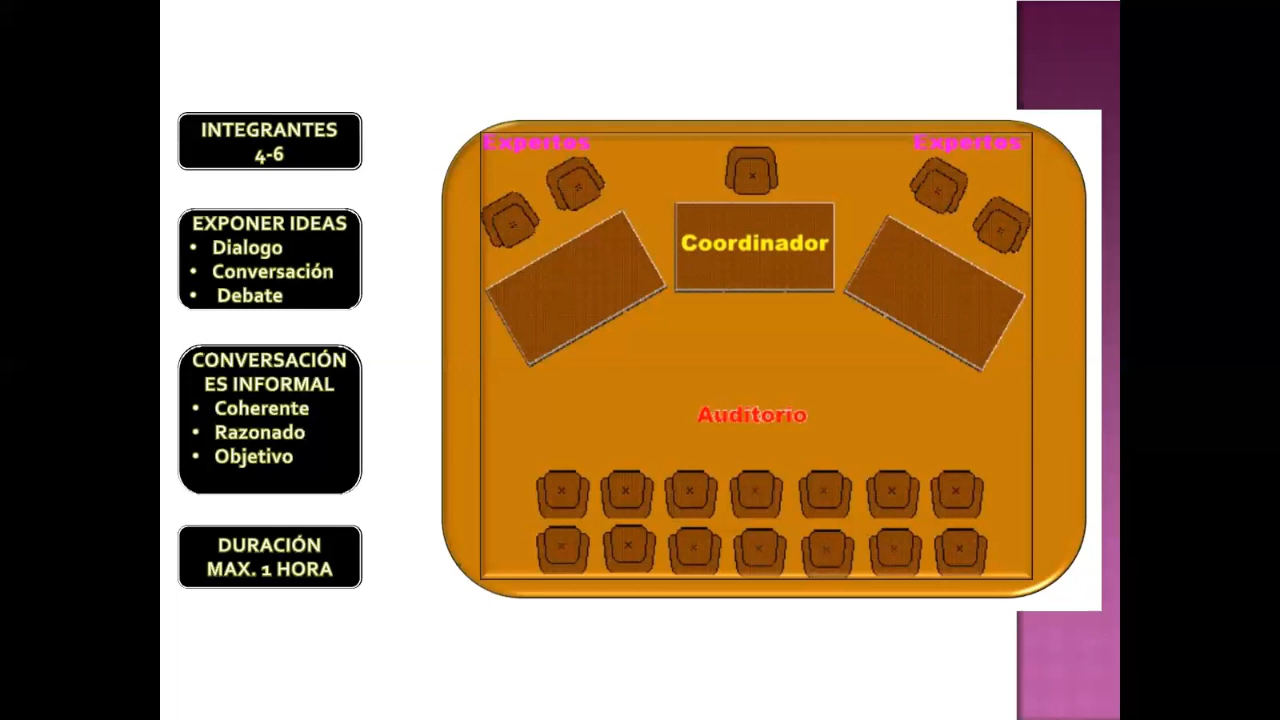 INTEGRANTES
4-6
EXPONER IDEAS
• Dialogo
• Conversación
• Debate
CONVERSACIÓN
ES INFORMAL
• Coherente
• Razonado
• Objetivo
DURACIÓN
MAX. 1 HORA
Expertos
Expertos
Coordinador
Auditorio